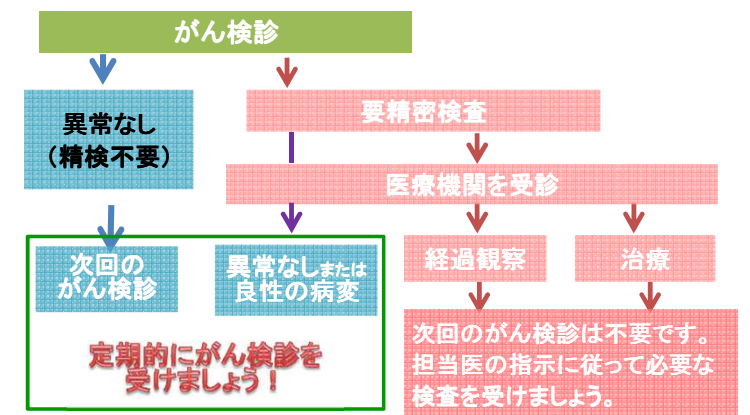 がん検診
異常なし
（精検不要）
要精密検査
医療機関を受診
次回の
がん検診
異常なしまたは
良性の病変
経過観察
治療
定期的にがん検診を
受けましょう！
次回のがん検診は不要です。
担当医の指示に従って必要な
検査を受けましょう。